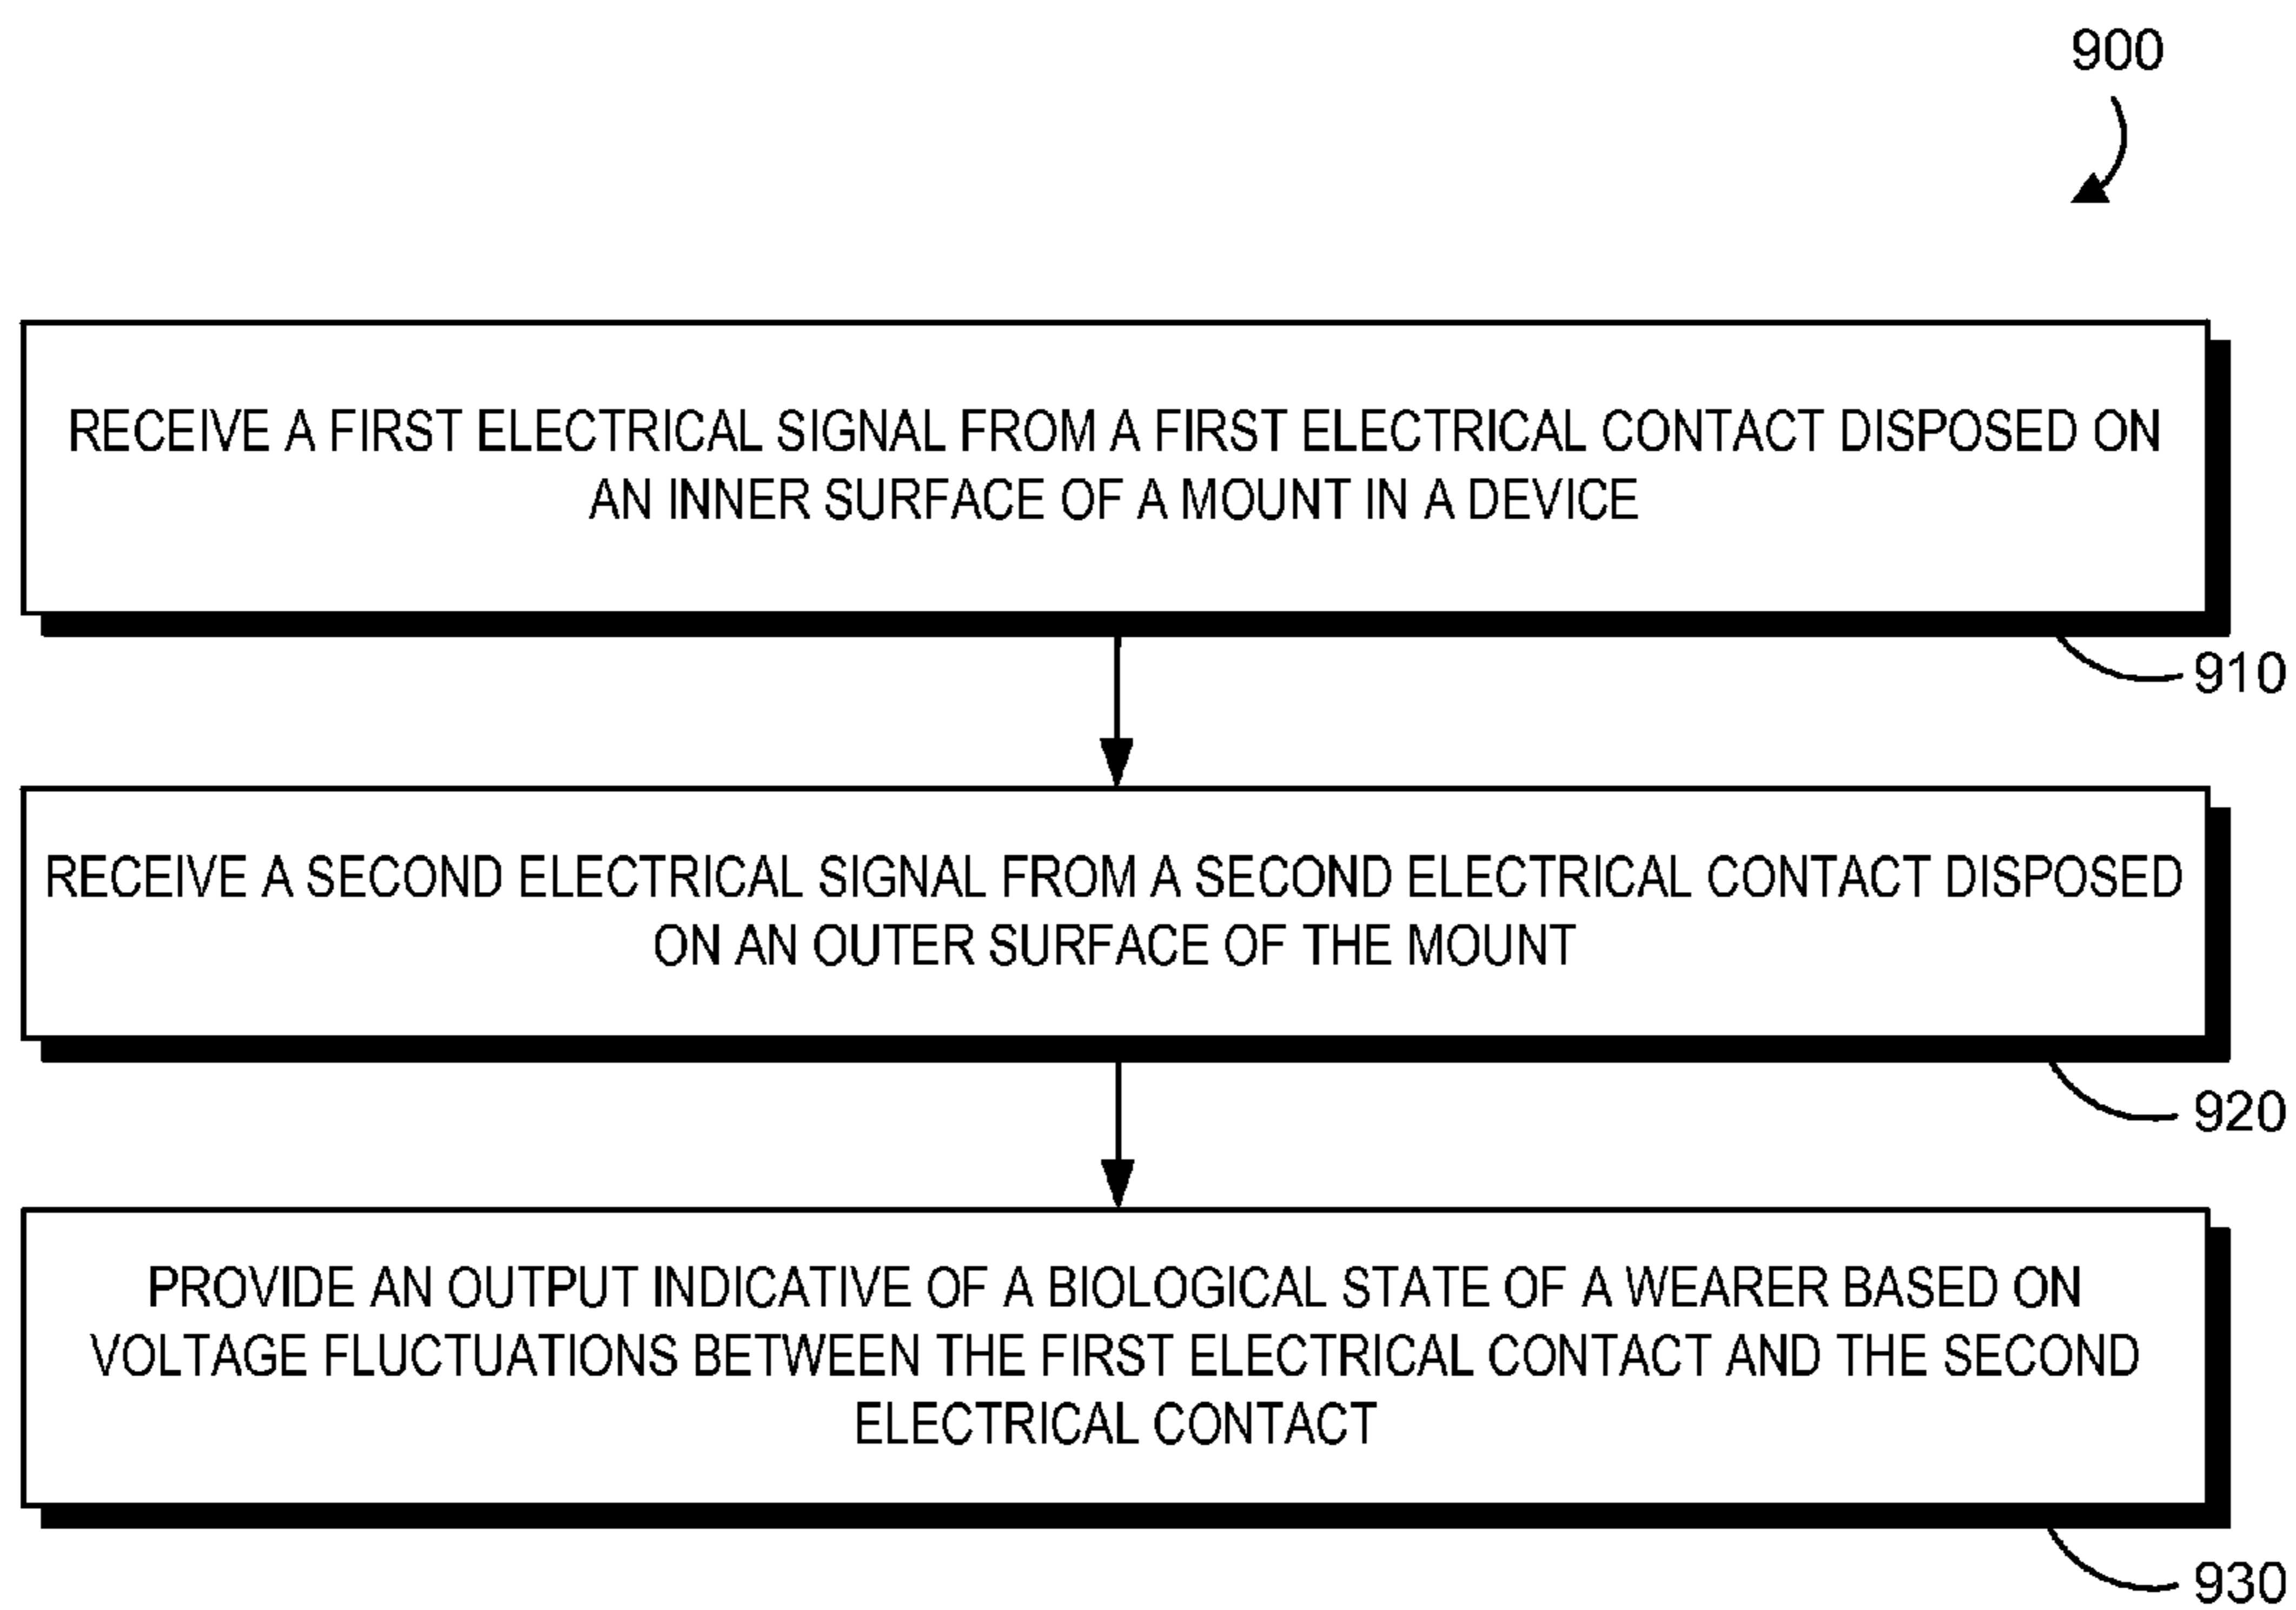 900
RECEIVE A FIRST ELECTRICAL SIGNAL FROM A FIRST ELECTRICAL CONTACT DISPOSED ON
AN INNER SURFACE OF A MOUNT IN A DEVICE
910
RECEIVE A SECOND ELECTRICAL SIGNAL FROM A SECOND ELECTRICAL CONTACT DISPOSED
ON AN OUTER SURFACE OF THE MOUNT
920
PROVIDE AN OUTPUT INDICATIVE OF A BIOLOGICAL STATE OF A WEARER BASED ON
VOLTAGE FLUCTUATIONS BETWEEN THE FIRST ELECTRICAL CONTACT AND THE SECOND
ELECTRICAL CONTACT
930